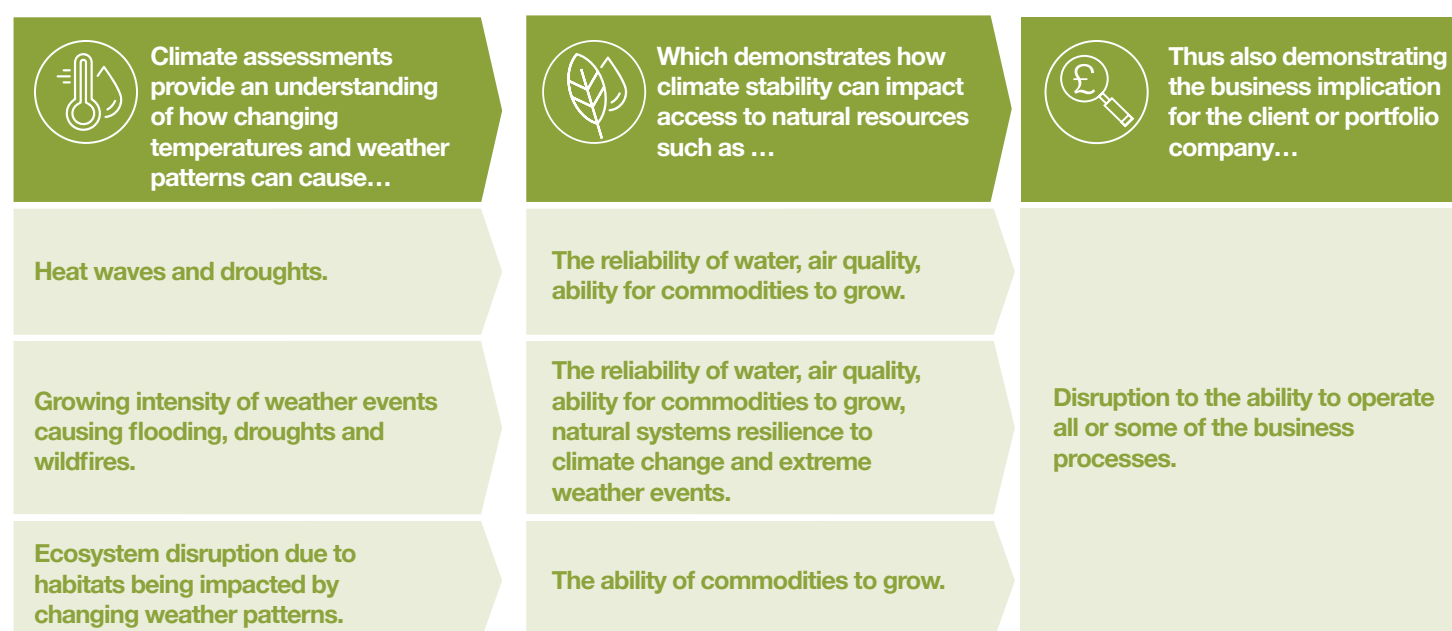 Climate assessments
provide an understanding
of how changing
temperatures and weather
patterns can cause…
Which demonstrates how
climate stability can impact
access to natural resources
such as …
£
Thus also demonstrating
the business implication
for the client or portfolio
company…
Heat waves and droughts.
The reliability of water, air quality,
ability for commodities to grow.
Growing intensity of weather events
causing flooding, droughts and
wildfires.
The reliability of water, air quality,
ability for commodities to grow,
natural systems resilience to
climate change and extreme
weather events.
Disruption to the ability to operate
all or some of the business
processes.
Ecosystem disruption due to
habitats being impacted by
changing weather patterns.
The ability of commodities to grow.